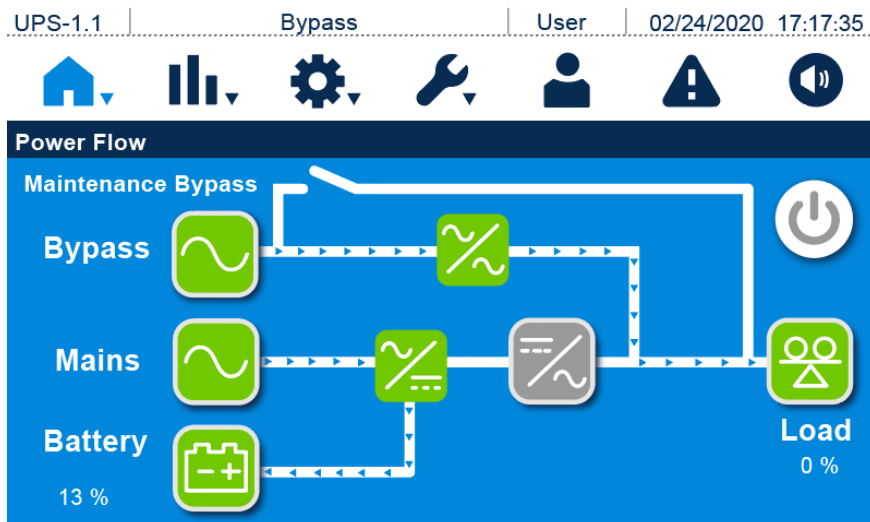 UPS-1.1 Bypass User 02/24/2020 17:17:35
Power Flow
Maintenance Bypass
Bypass
Mains
Battery
13 %
Load
0 %